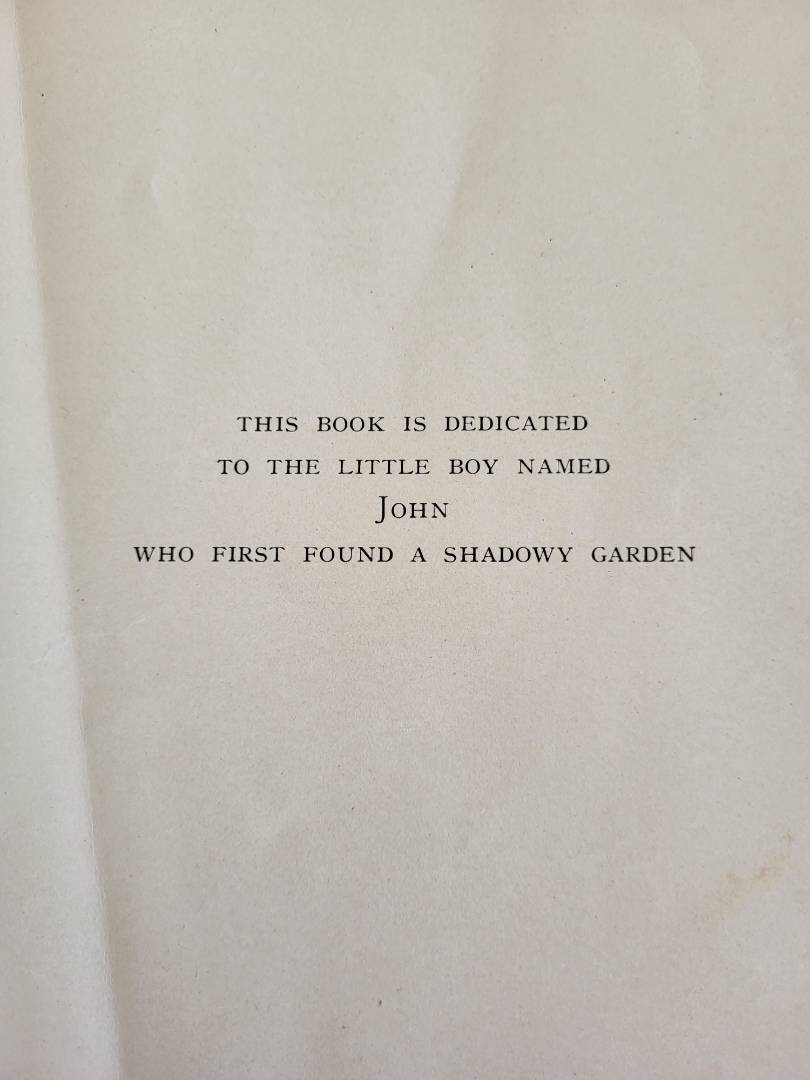 THIS BOOK IS DEDICATED
TO THE LITTLE BOY NAMED
JOHN
WHO FIRST FOUND A SHADOWY GARDEN